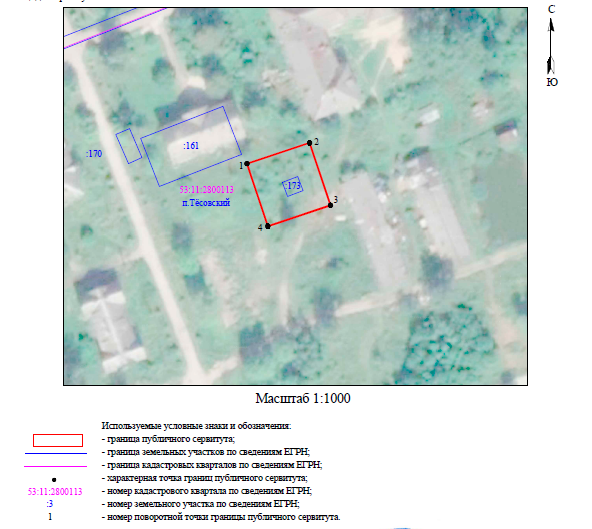 С
Ю
2
:161
:170
1
:173
53:11:2800113
п.Тёсовский
3
4
Масштаб 1:1000
Используемые условные знаки и обозначения:
- граница публичного сервитута;
- граница земельных участков по сведениям ЕГРН;
- граница кадастровых кварталов по сведениям ЕГРН;
- характерная точка границ публичного сервитута;
53:11:2800113 - номер кадастрового квартала по сведениям ЕГРН;
:3 - номер земельного участка по сведениям ЕГРН;
1 - номер поворотной точки границы публичного сервитута.